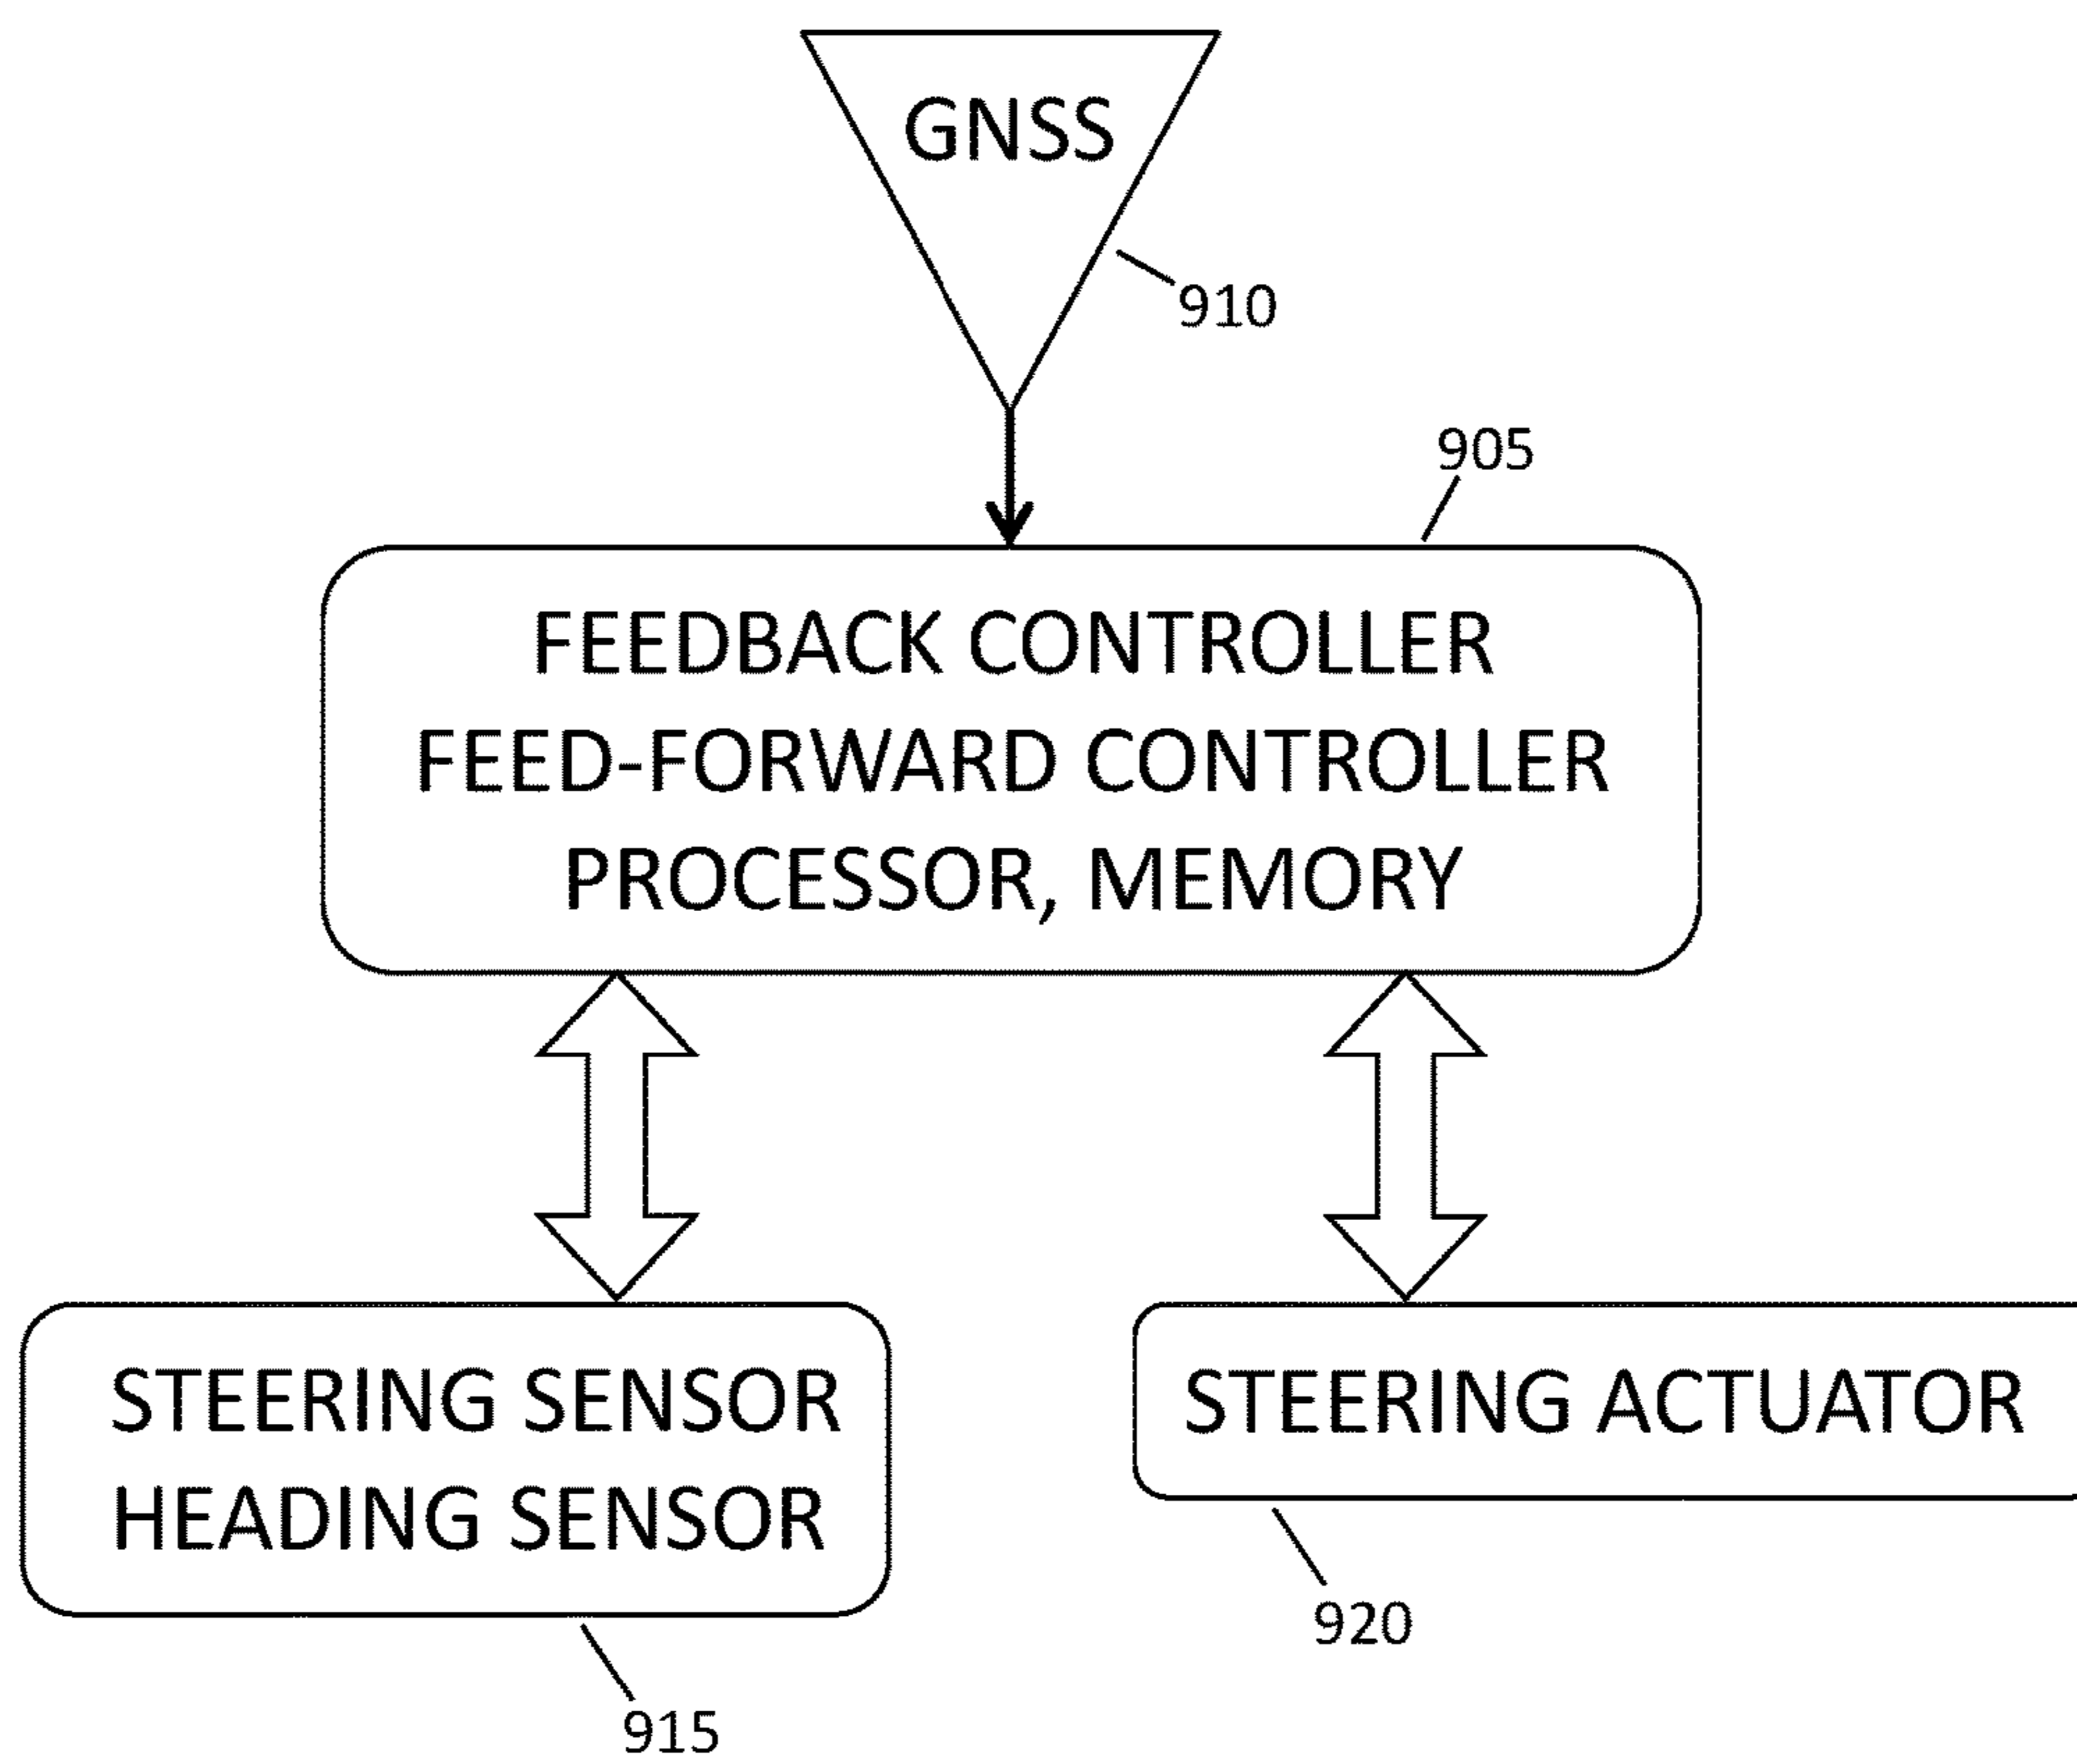 GNSS
910
905
FEEDBACK CONTROLLER
FEED-FORWARD CONTROLLER
PROCESSOR, MEMORY
STEERING SENSOR
HEADING SENSOR
STEERING ACTUATOR
920
915